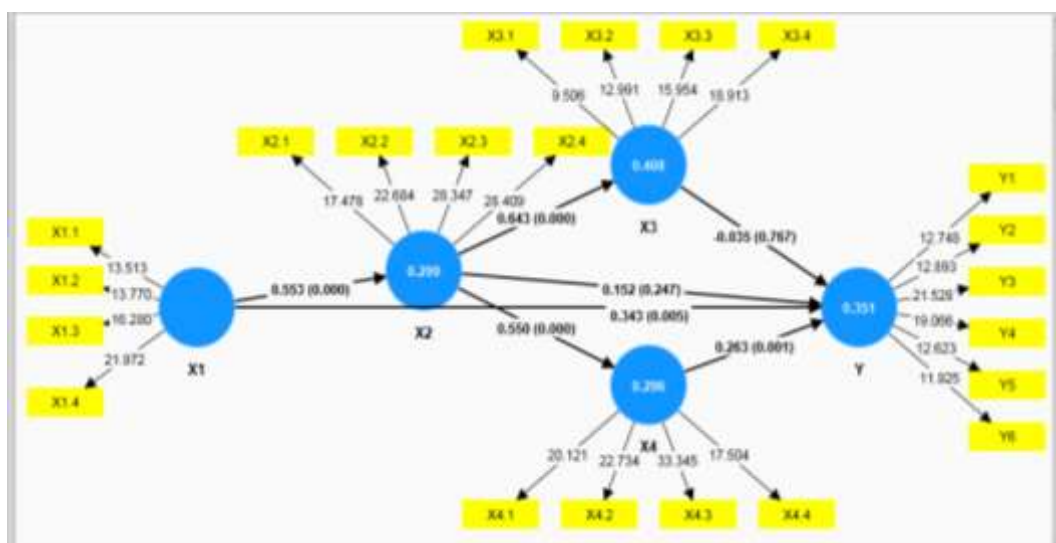 X3.1 X3.2 X3.3 X3.4
9.506 12.991 15.954 18.913
X2.1 X2.2 X2.3 X2.4
17.478 22.684 28.347 28.409
0.408
X3
0.643 (0.000)
-0.035 (0.767)
X1.1
X1.2
X1.3
X1.4
13.513
13.770
16.280
21.972
X1
0.553 (0.000)
X2
0.152 (0.247)
0.343 (0.005)
0.550 (0.000)
0.263 (0.001)
0.351
Y
Y1
Y2
Y3
Y4
Y5
Y6
12.748
12.893
21.528
19.066
12.623
11.925
0.296
X4
20.121 22.734 33.345 17.504
X4.1 X4.2 X4.3 X4.4